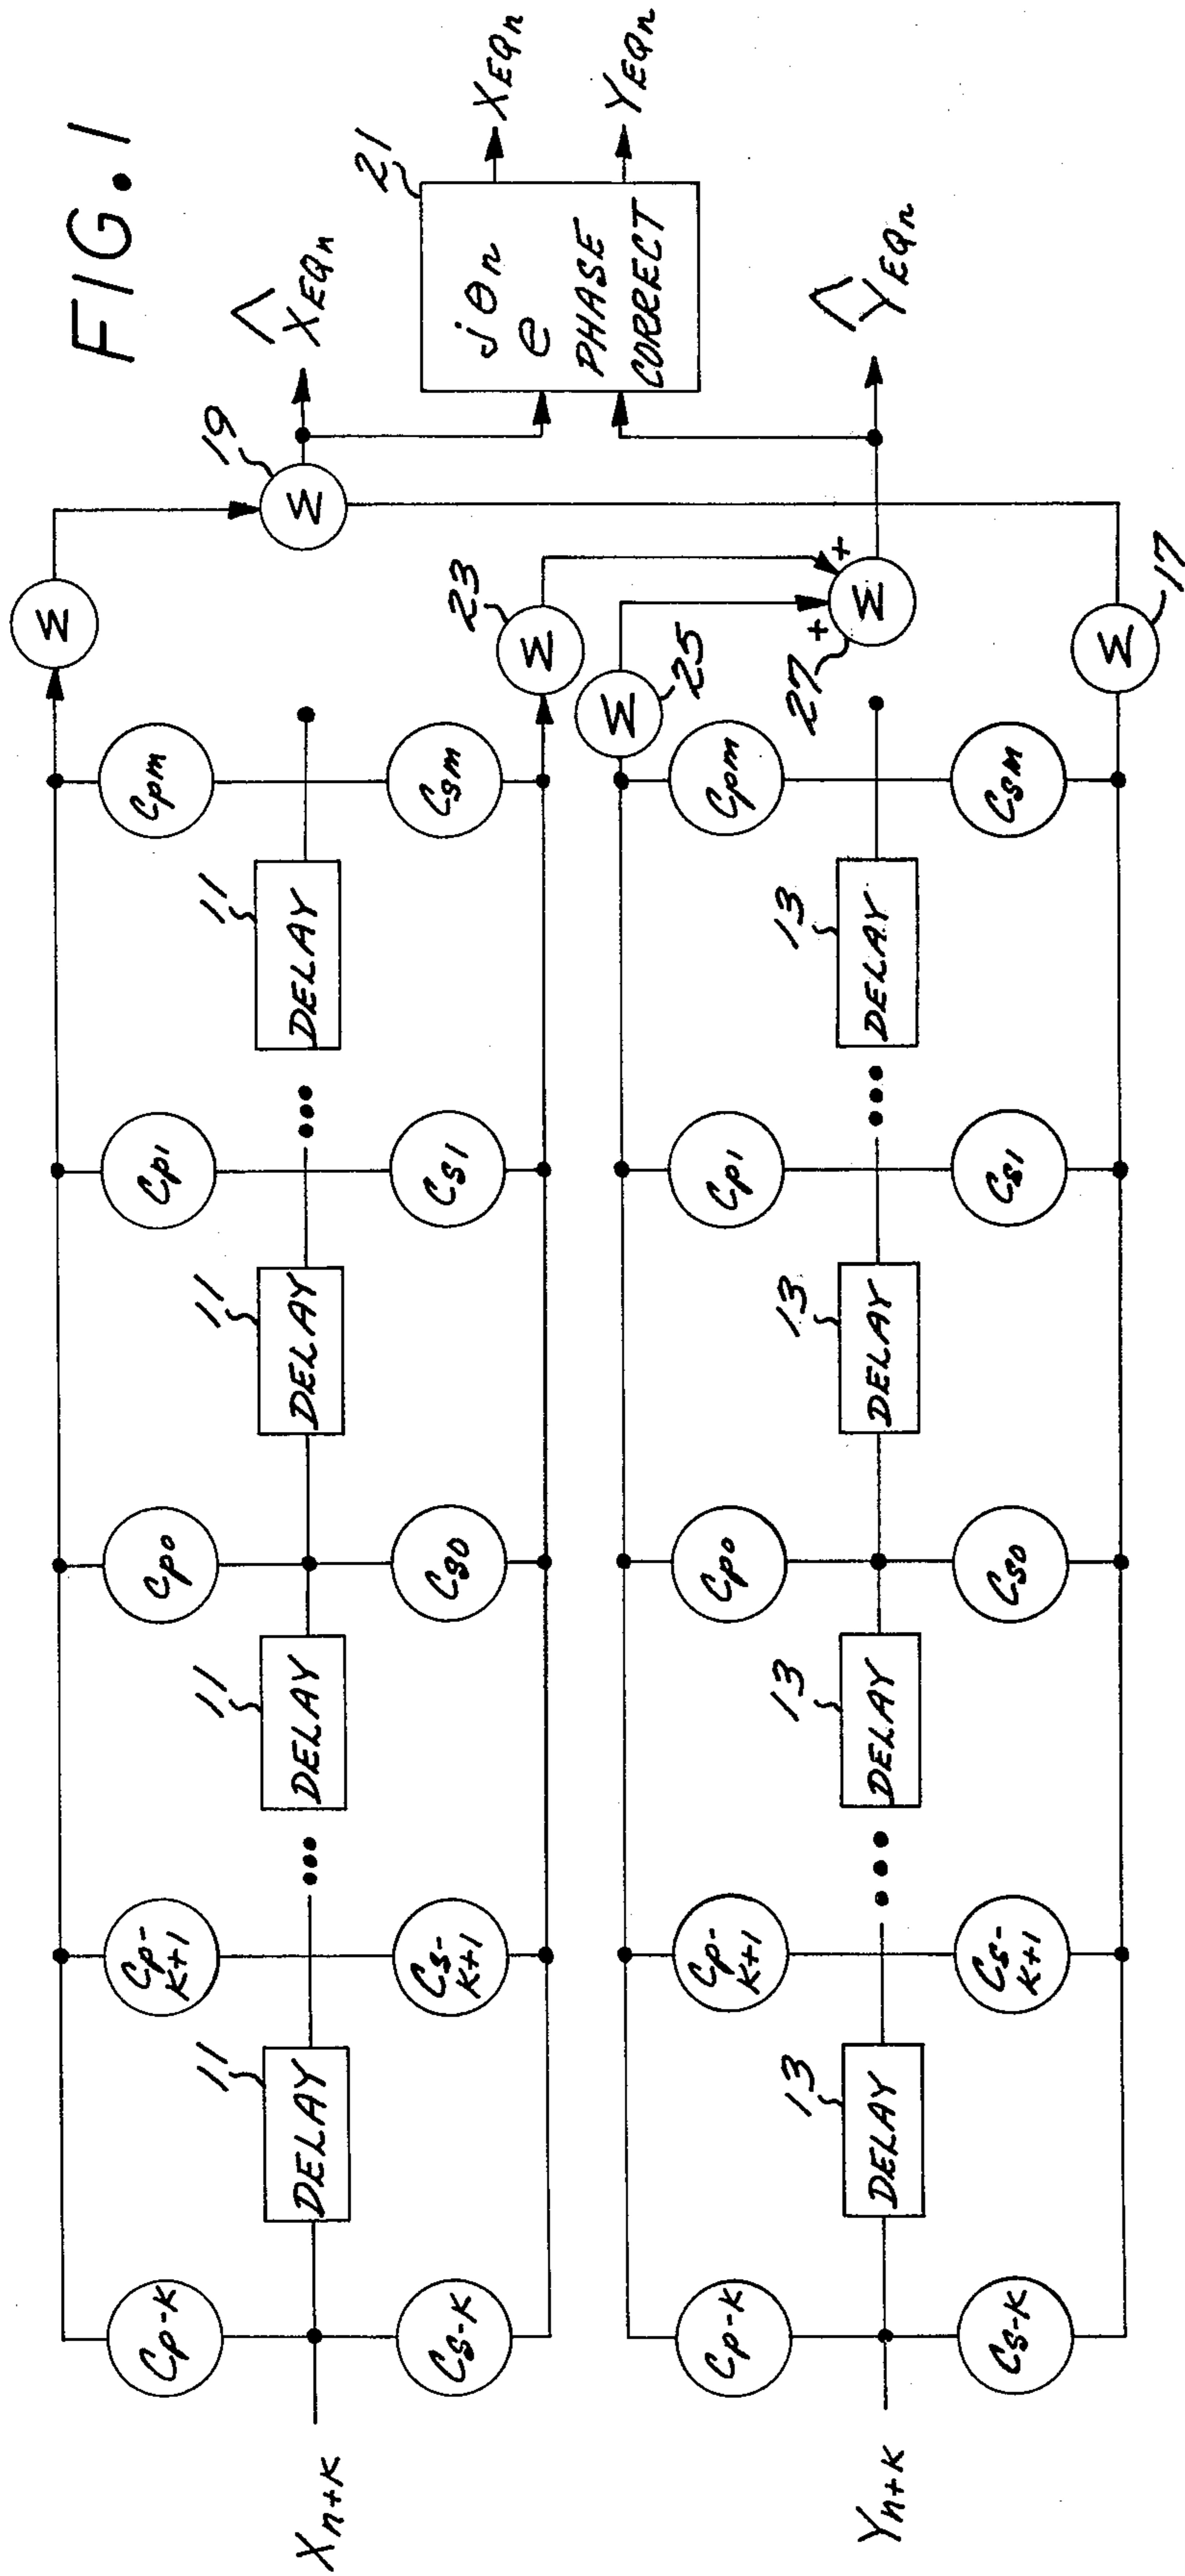 FIG. 1
X̂EQn
19
21
XEQn
YEQn
jθn
e
PHASE
CORRECT
ŶEQn
Σ
Σ
23
Σ
25
Σ
27
+
+
Σ
17
Σ
Xn+K
Cp-K
Cp-K+1
Cp0
Cp1
CpM
11
DELAY
...
11
DELAY
11
DELAY
...
11
DELAY
Cs-K
Cs-K+1
Cs0
Cs1
CsM
Yn+K
Cp-K
Cp-K+1
Cp0
Cp1
CpM
13
DELAY
...
13
DELAY
13
DELAY
...
13
DELAY
Cs-K
Cs-K+1
Cs0
Cs1
CsM